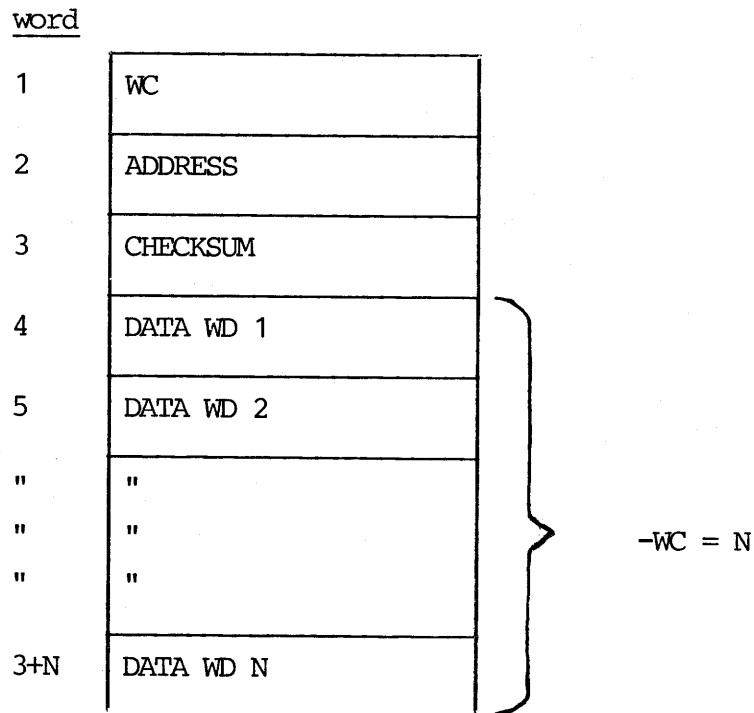 word
1 WC
2 ADDRESS
3 CHECKSUM
4 DATA WD 1
5 DATA WD 2
" "
" " -WC = N
" "
3+N DATA WD N